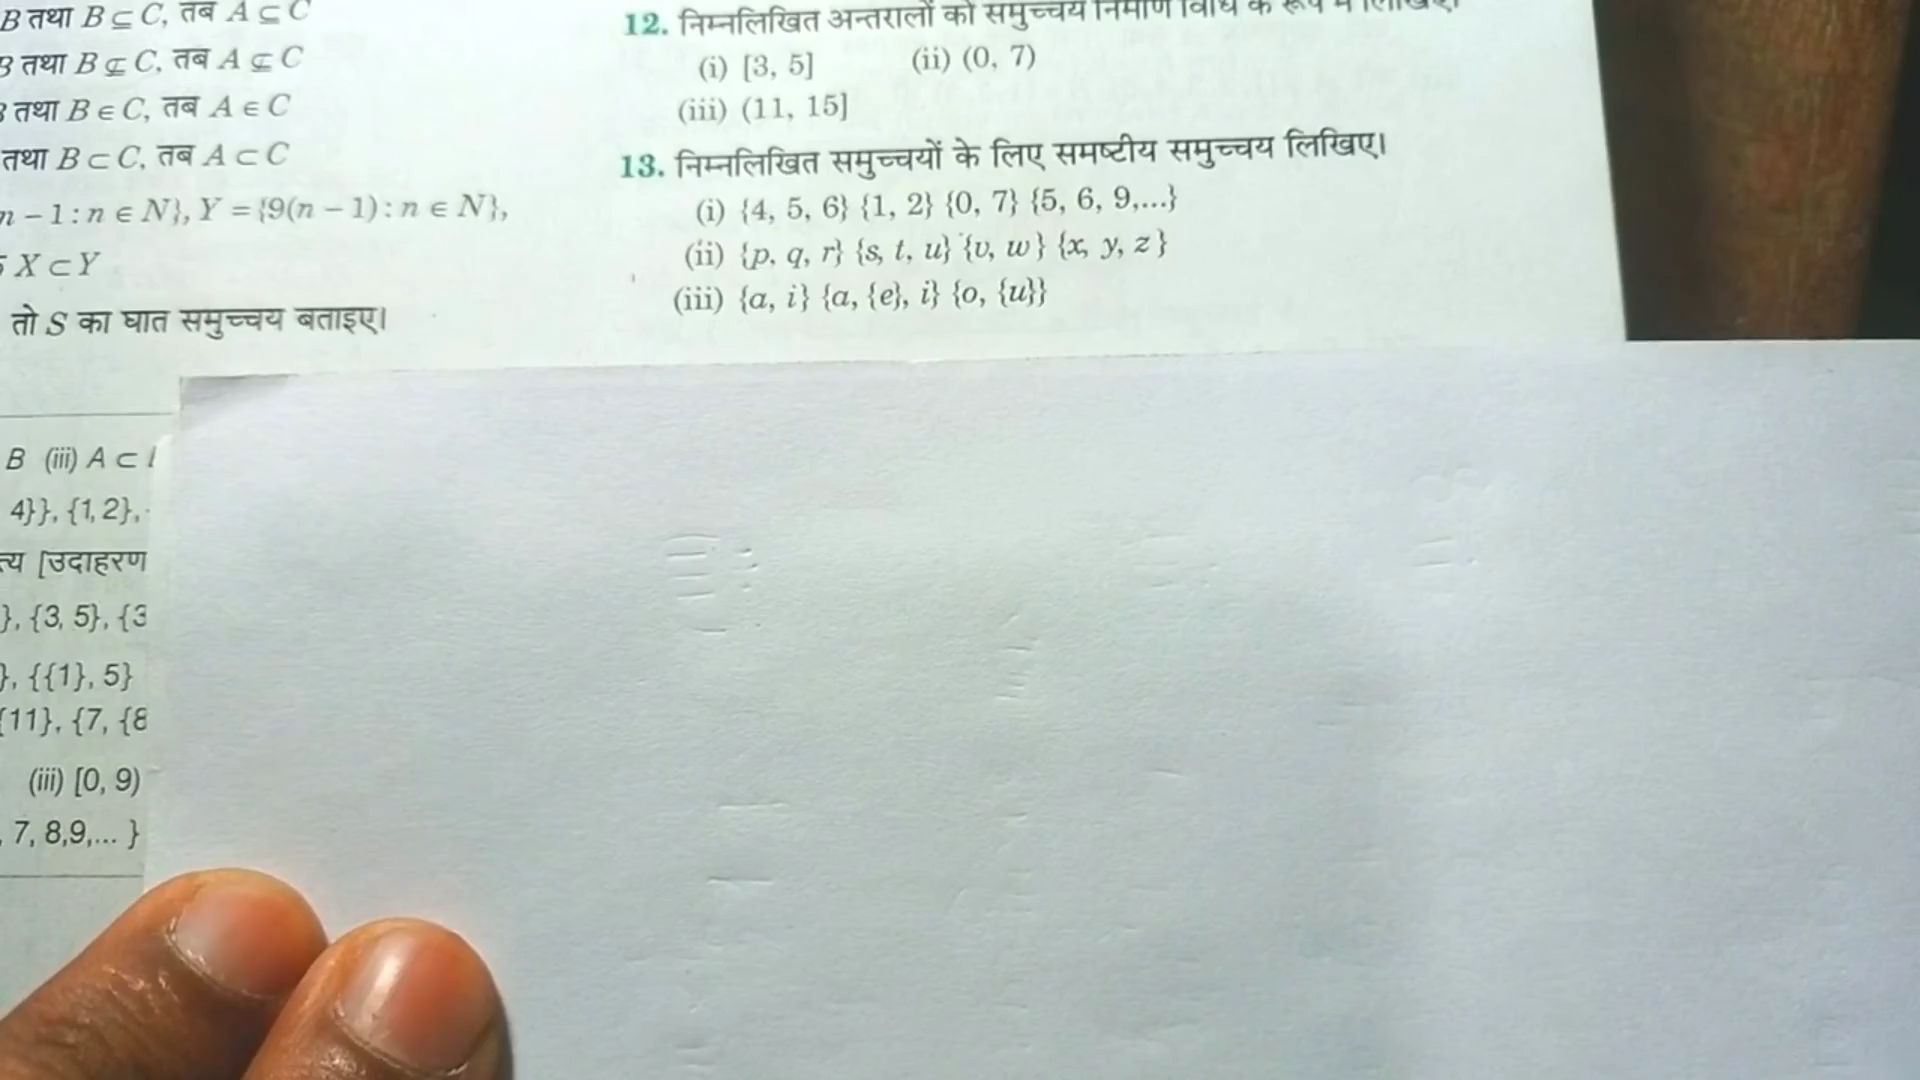 B तथा B ⊆ C, तब A ⊆ C
B तथा B ⊈ C, तब A ⊈ C
तथा B ∈ C, तब A ∈ C
तथा B ⊂ C, तब A ⊂ C
n – 1 : n ∈ N}, Y = {9(n – 1) : n ∈ N},
X ⊂ Y
तो S का घात समुच्चय बताइए।
12. निम्नलिखित अन्तरालों को समुच्चय निर्माण विधि के रूप में लिखिए।
(i) [3, 5] (ii) (0, 7)
(iii) (11, 15]
13. निम्नलिखित समुच्चयों के लिए समष्टीय समुच्चय लिखिए।
(i) {4, 5, 6} {1, 2} {0, 7} {5, 6, 9,...}
(ii) {p, q, r} {s, t, u} {v, w} {x, y, z}
(iii) {a, i} {a, {e}, i} {o, {u}}
B (iii) A ⊂
4}}, {1, 2},
[उदाहरण
}, {3, 5}, {3
}, {{1}, 5}
{11}, {7, {8
(iii) [0, 9)
, 7, 8,9,... }